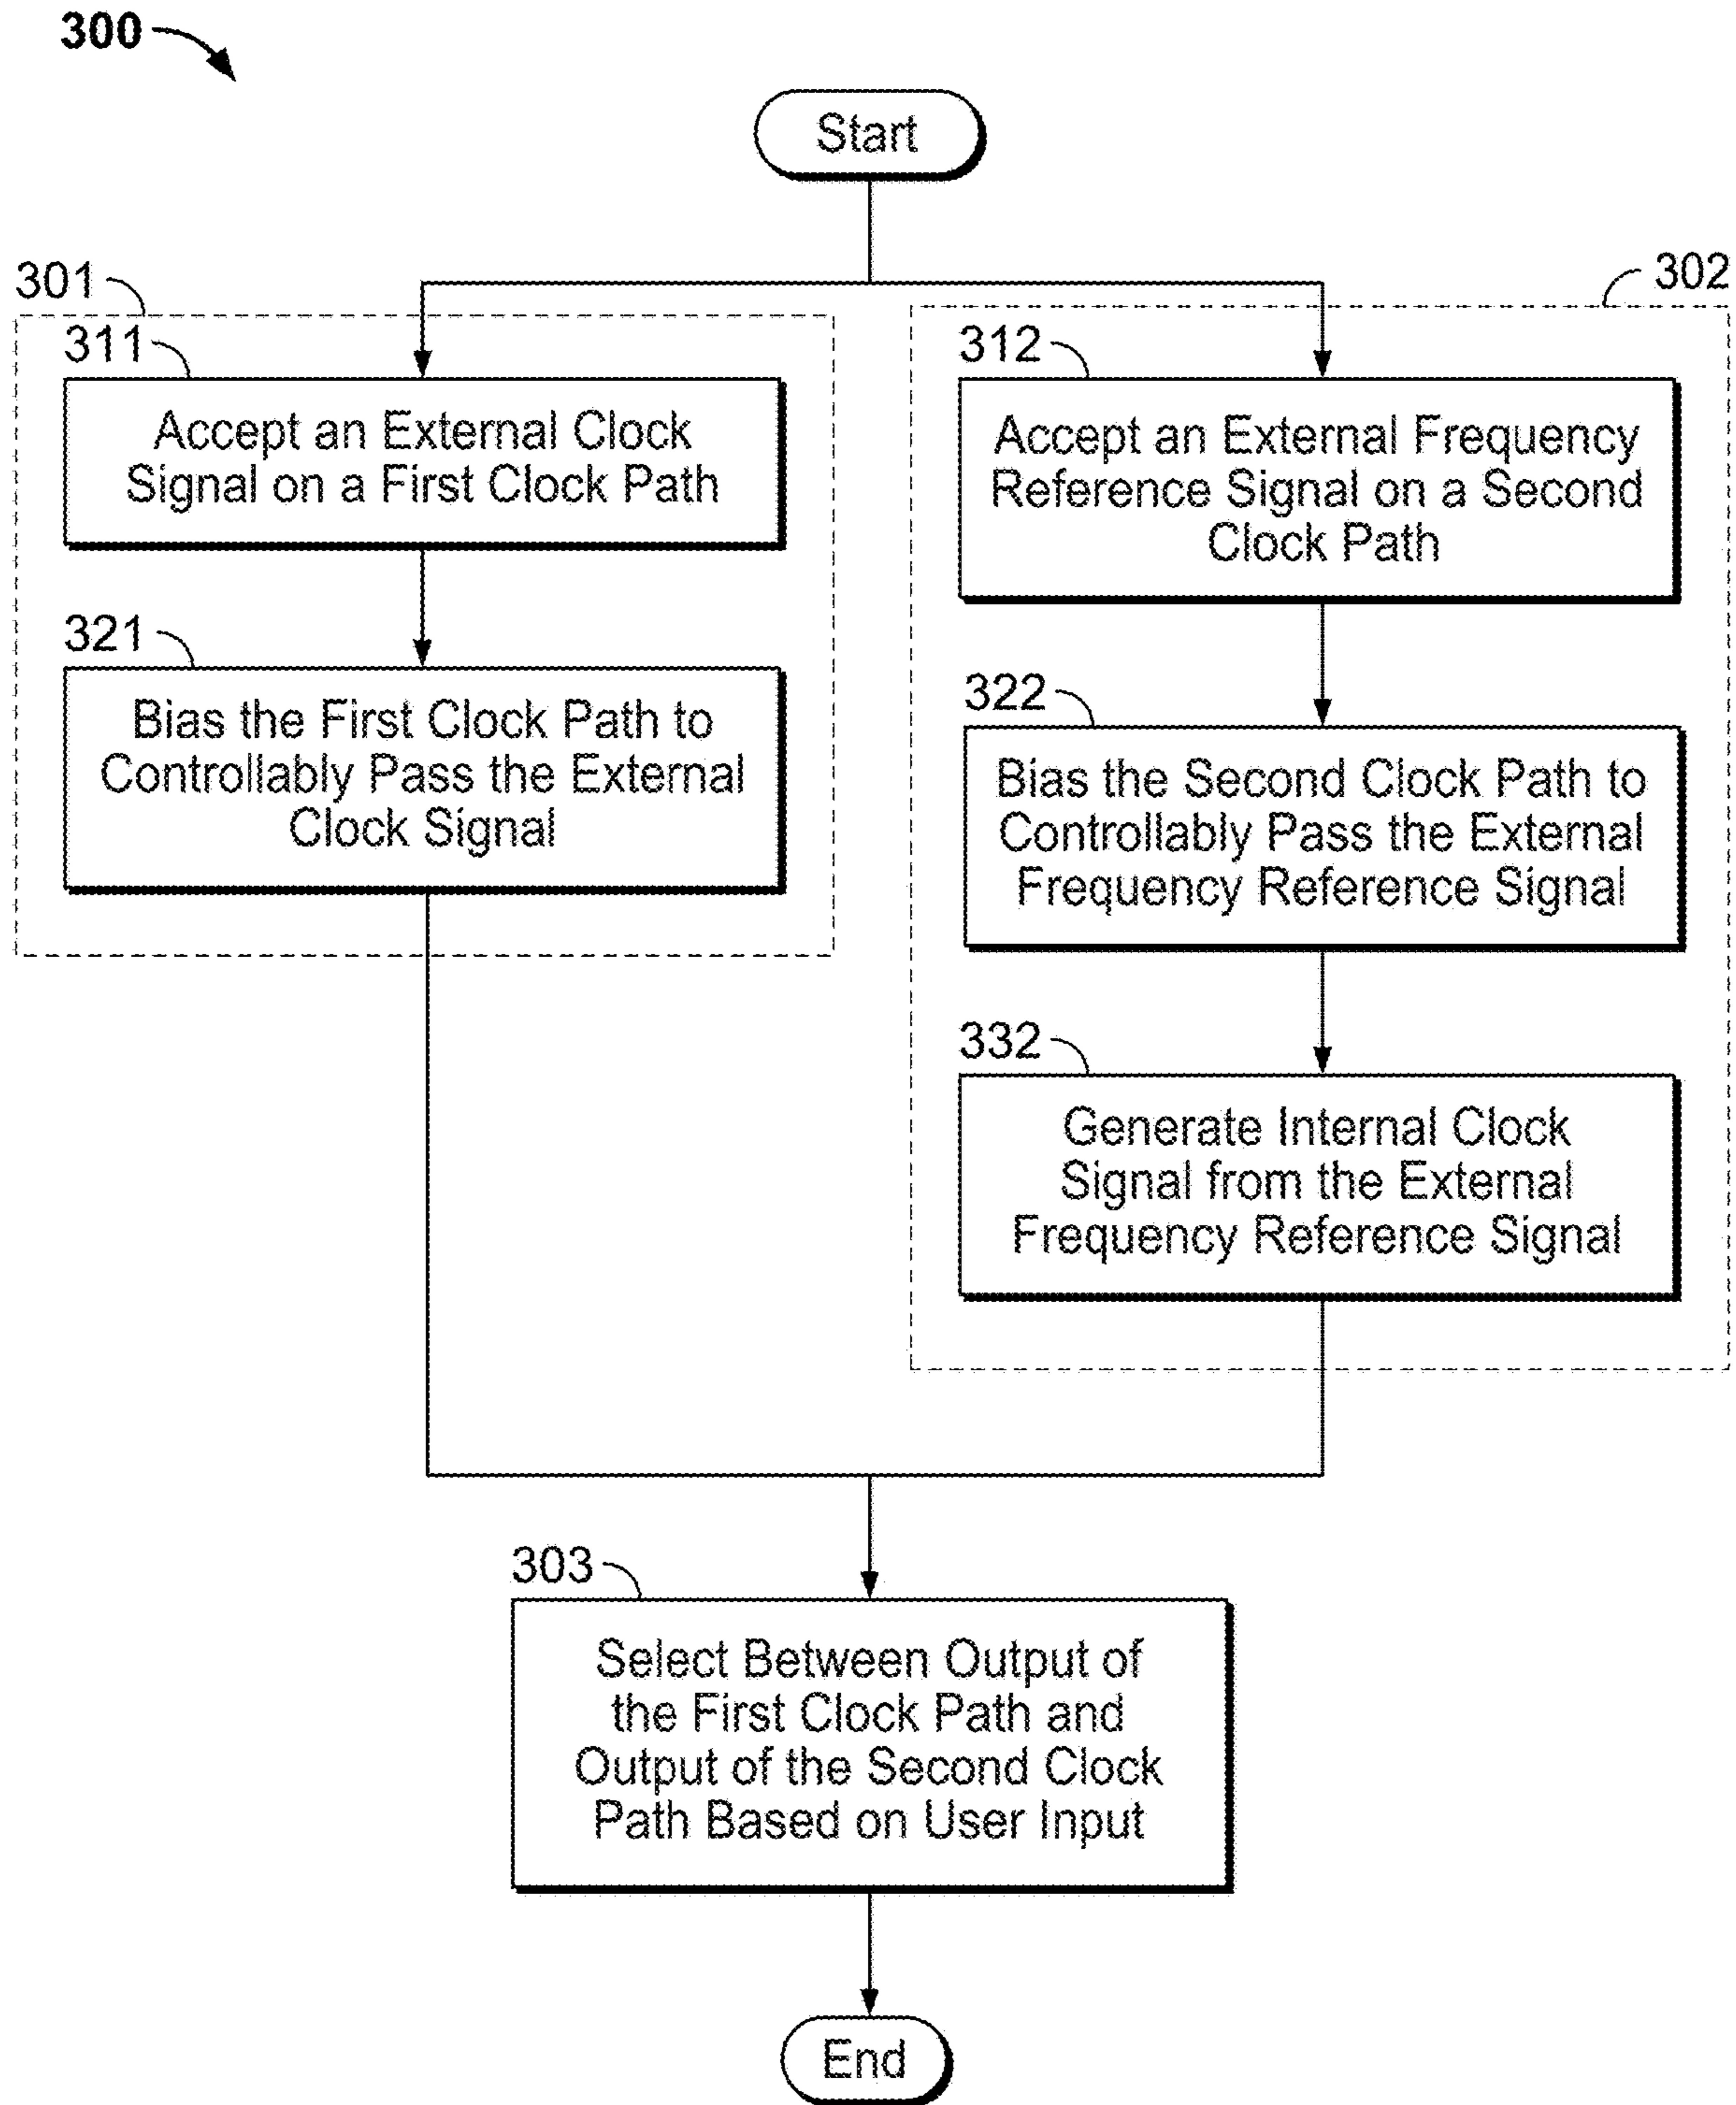 300
Start
301
302
311
Accept an External Clock
Signal on a First Clock Path
321
Bias the First Clock Path to
Controllably Pass the External
Clock Signal
312
Accept an External Frequency
Reference Signal on a Second
Clock Path
322
Bias the Second Clock Path to
Controllably Pass the External
Frequency Reference Signal
332
Generate Internal Clock
Signal from the External
Frequency Reference Signal
303
Select Between Output of
the First Clock Path and
Output of the Second Clock
Path Based on User Input
End